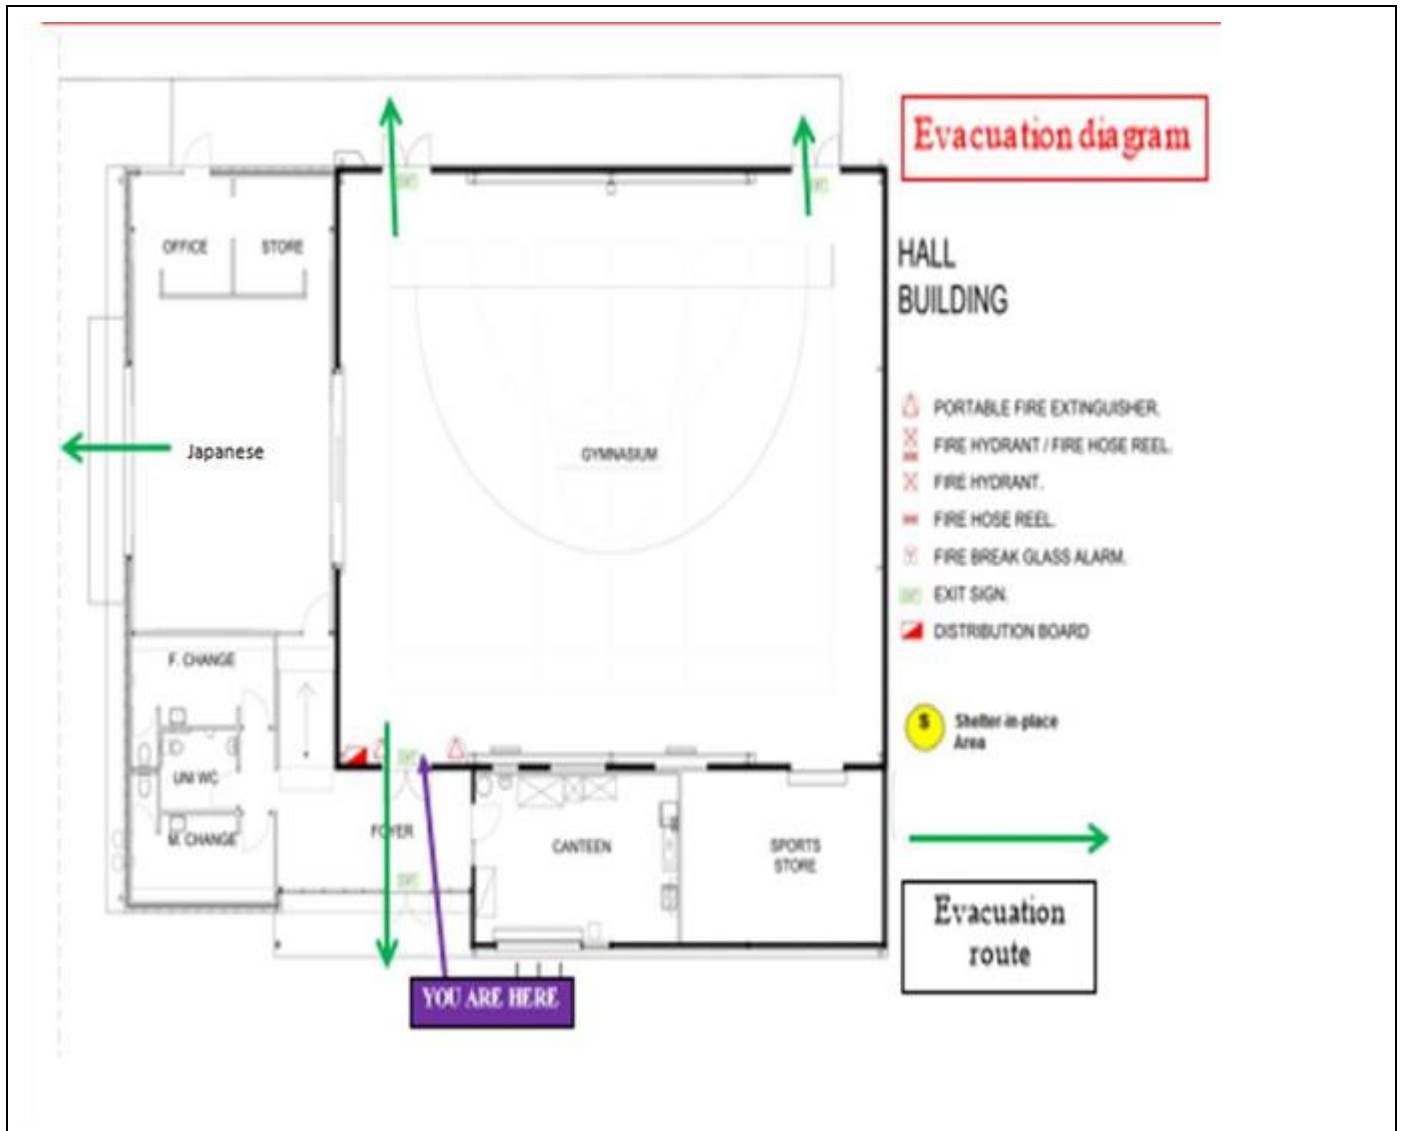 Evacuation diagram
HALL
BUILDING
OFFICE
STORE
Japanese
GYMNASIUM
PORTABLE FIRE EXTINGUISHER.
FIRE HYDRANT / FIRE HOSE REEL.
FIRE HYDRANT.
FIRE HOSE REEL.
FIRE BREAK GLASS ALARM.
EXIT SIGN.
DISTRIBUTION BOARD
F. CHANGE
S
Shelter-in-place
Area
UNI WC
M. CHANGE
FOYER
CANTEEN
SPORTS
STORE
Evacuation
route
YOU ARE HERE